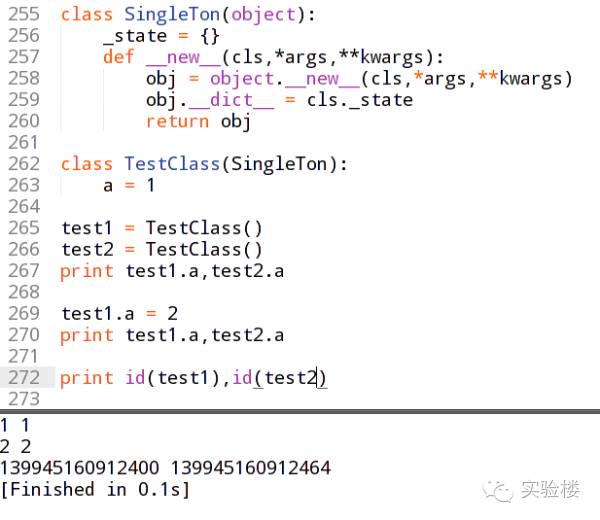 255 class SingleTon(object):
256     _state = {}
257     def __new__(cls,*args,**kwargs):
258         obj = object.__new__(cls,*args,**kwargs)
259         obj.__dict__ = cls._state
260         return obj
261
262 class TestClass(SingleTon):
263     a = 1
264
265 test1 = TestClass()
266 test2 = TestClass()
267 print test1.a,test2.a
268
269 test1.a = 2
270 print test1.a,test2.a
271
272 print id(test1),id(test2)
273
1 1
2 2
139945160912400 139945160912464
[Finished in 0.1s]
实验楼